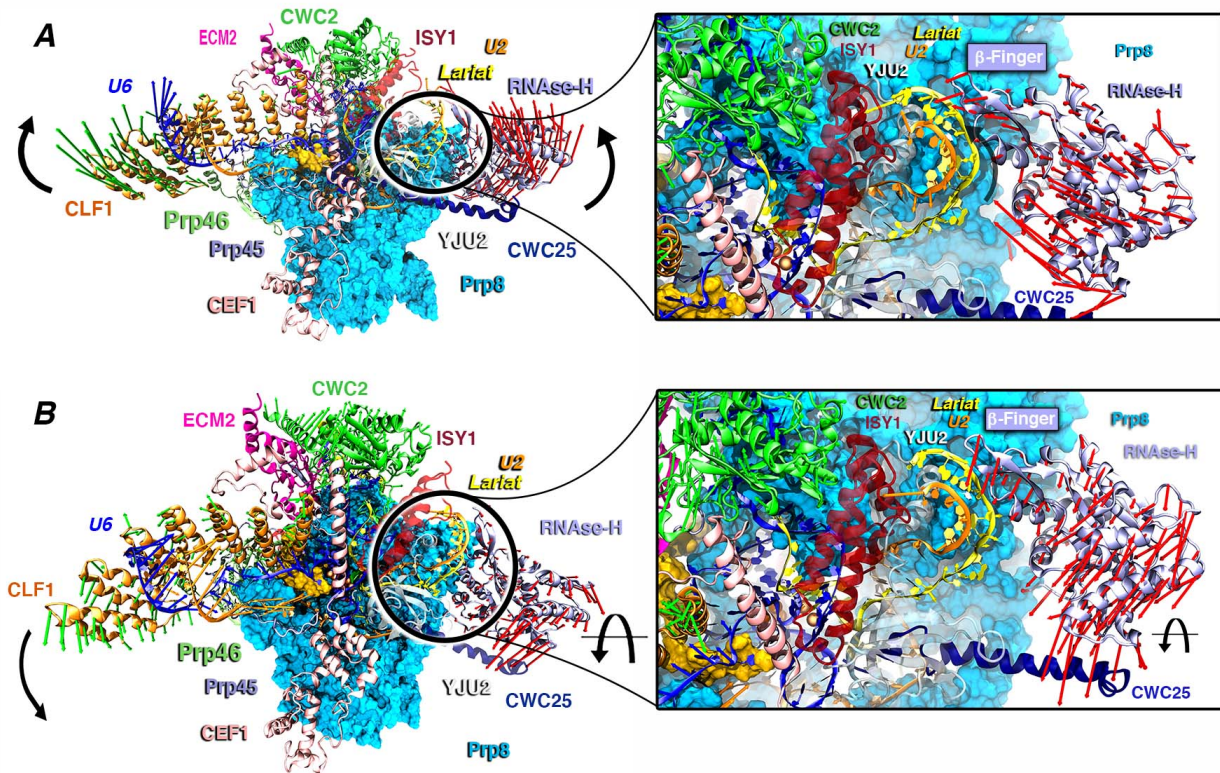 A
CWC2
ECM2
ISY1
U2
Lariat
U6
RNAse-H
CLF1
Prp46
Prp45
YJU2
CWC25
CEF1
Prp8
CWC2
Lariat
ISY1
U2
β-Finger
Prp8
YJU2
RNAse-H
CWC25
B
CWC2
ECM2
ISY1
U2
Lariat
U6
RNAse-H
CLF1
Prp46
Prp45
YJU2
CWC25
CEF1
Prp8
CWC2
Lariat
ISY1
U2
β-Finger
Prp8
YJU2
RNAse-H
CWC25